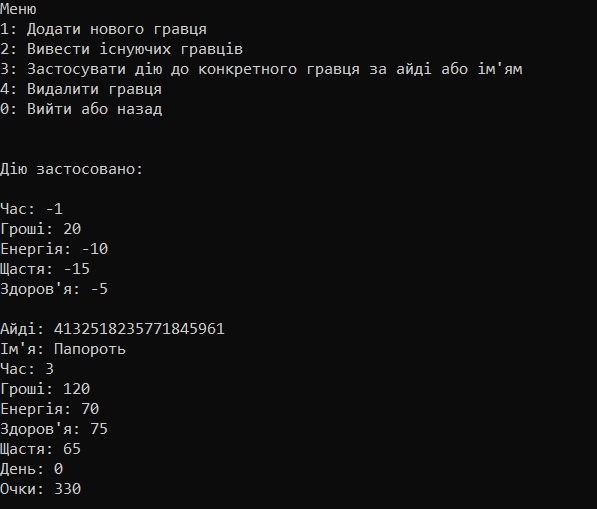 Меню
1: Додати нового гравця
2: Вивести існуючих гравців
3: Застосувати дію до конкретного гравця за айді або ім'ям
4: Видалити гравця
0: Вийти або назад
Дію застосовано:
Час: -1
Гроші: 20
Енергія: -10
Щастя: -15
Здоров'я: -5
Айді: 4132518235771845961
Ім'я: Папороть
Час: 3
Гроші: 120
Енергія: 70
Здоров'я: 75
Щастя: 65
День: 0
Очки: 330